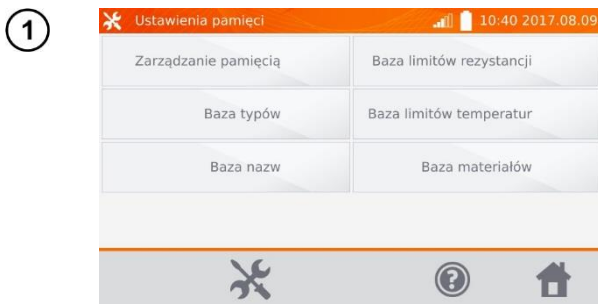 1
Ustawienia pamięci 10:40 2017.08.09
Zarządzanie pamięcią Baza limitów rezystancji
Baza typów Baza limitów temperatur
Baza nazw Baza materiałów
?